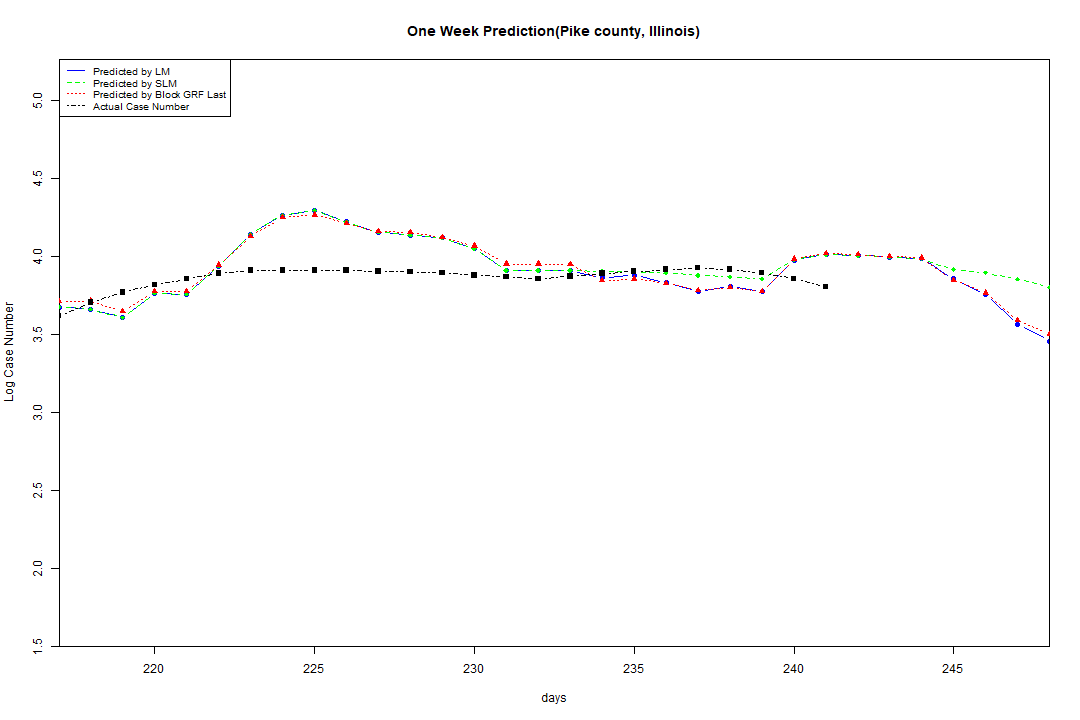 One Week Prediction(Pike county, Illinois)
Predicted by LM
Predicted by SLM
Predicted by Block GRF Last
Actual Case Number
5.0
4.5
4.0
3.5
3.0
2.5
2.0
1.5
Log Case Number
220 225 230 235 240 245
days